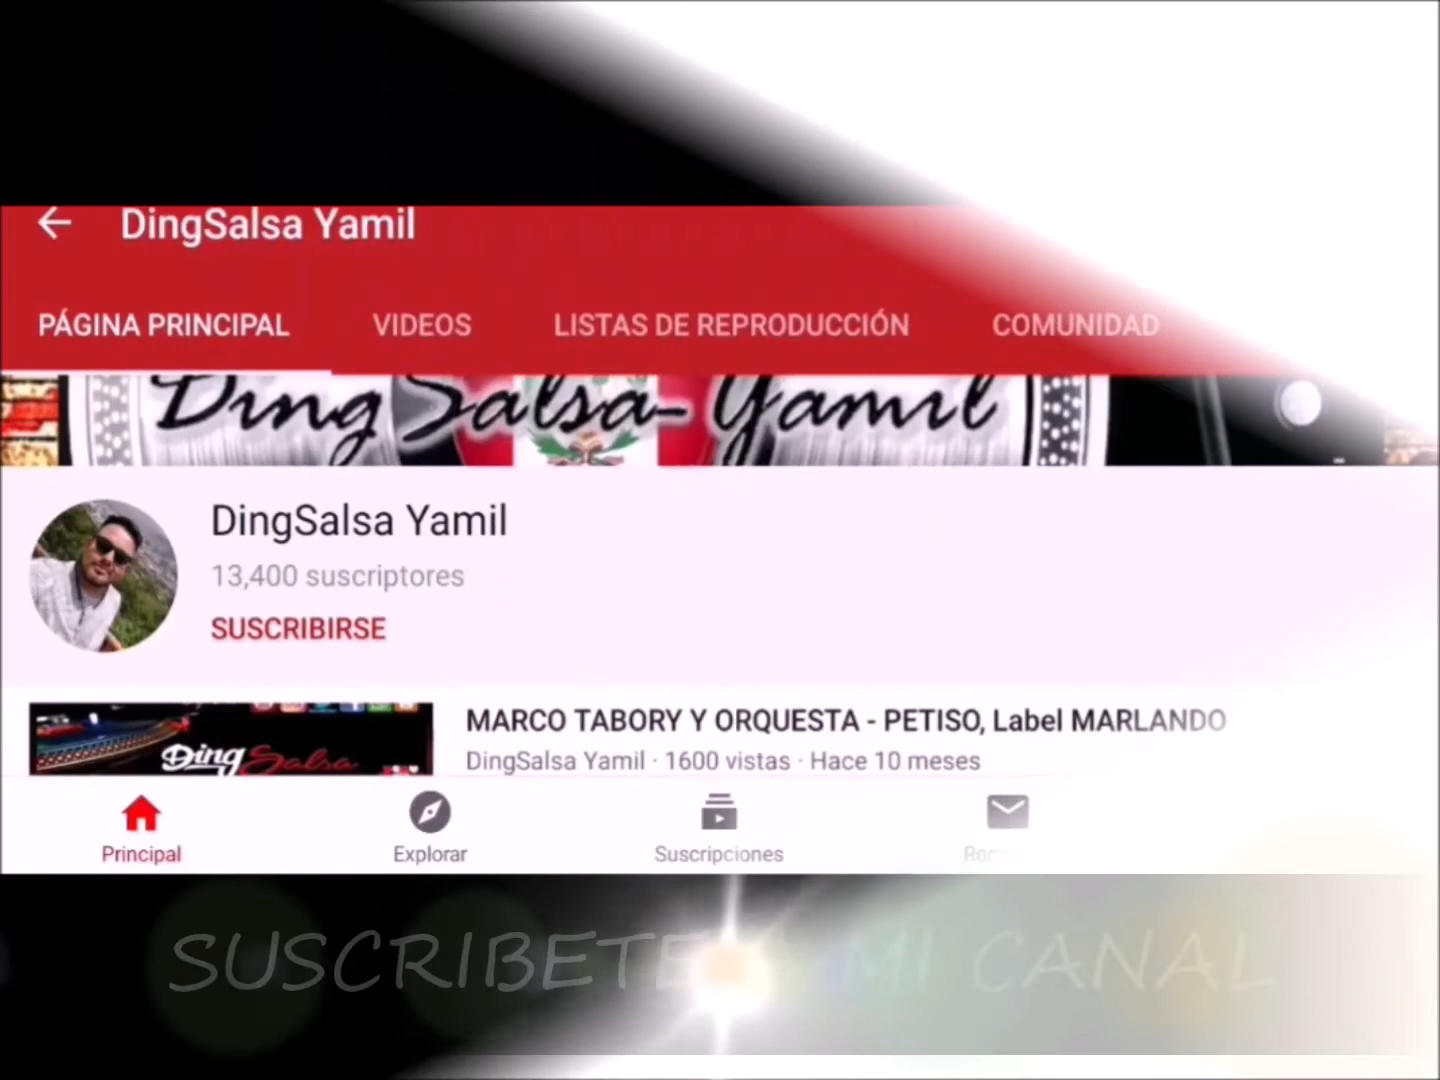 DingSalsa Yamil
PÁGINA PRINCIPAL VIDEOS LISTAS DE REPRODUCCIÓN COMUNIDAD
Ding Salsa- Yamil
DingSalsa Yamil
13,400 suscriptores
SUSCRIBIRSE
MARCO TABORY Y ORQUESTA - PETISO, Label MARLANDO
DingSalsa Yamil · 1600 vistas · Hace 10 meses
Ding Salsa
Principal Explorar Suscripciones
SUSCRIBETE MI CANAL